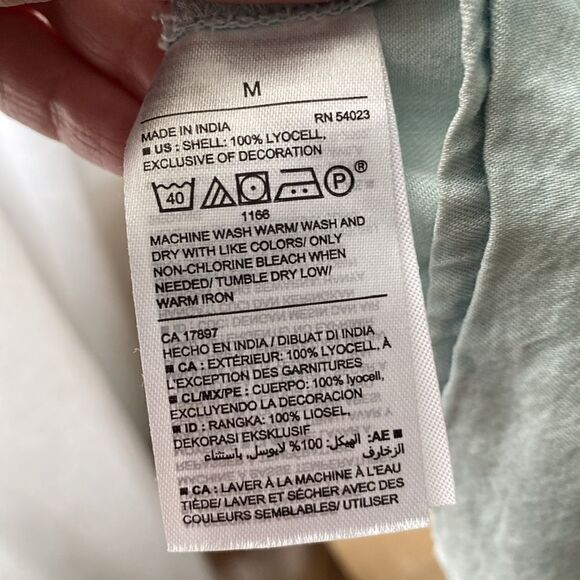 M
MADE IN INDIA RN 54023
■ US : SHELL: 100% LYOCELL,
EXCLUSIVE OF DECORATION
40 P ®
1166
MACHINE WASH WARM/ WASH AND
DRY WITH LIKE COLORS/ ONLY
NON-CHLORINE BLEACH WHEN
NEEDED/ TUMBLE DRY LOW/
WARM IRON
CA 17897
HECHO EN INDIA / DIBUAT DI INDIA
■ CA : EXTÉRIEUR: 100% LYOCELL, À
L'EXCEPTION DES GARNITURES
■ CL/MX/PE : CUERPO: 100% lyocell,
EXCLUYENDO LA DECORACION
■ ID : RANGKA: 100% LIOSEL,
DEKORASI EKSKLUSIF
■ AE: الهيكل: 100% لايوسل، باستثناء
الزخارف
■ CA : LAVER À LA MACHINE À L'EAU
TIÈDE/ LAVER ET SÉCHER AVEC DES
COULEURS SEMBLABLES/ UTILISER